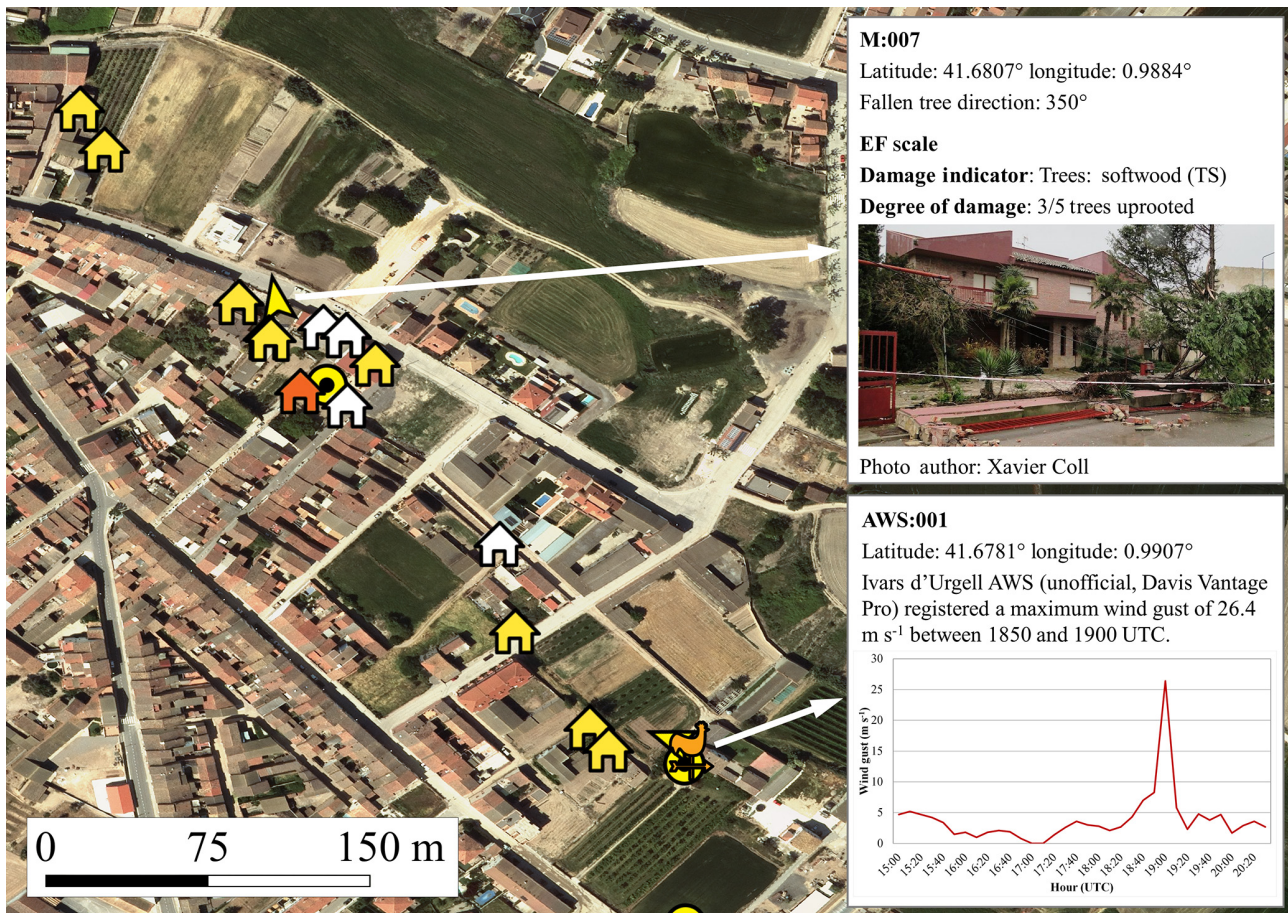 M:007
Latitude: 41.6807° longitude: 0.9884°
Fallen tree direction: 350°
EF scale
Damage indicator: Trees: softwood (TS)
Degree of damage: 3/5 trees uprooted
Photo author: Xavier Coll
AWS:001
Latitude: 41.6781° longitude: 0.9907°
Ivars d’Urgell AWS (unofficial, Davis Vantage
Pro) registered a maximum wind gust of 26.4
m s-1 between 1850 and 1900 UTC.
30
25
20
15
10
5
0
Wind gust (m s-1)
15:00
15:20
15:40
16:00
16:20
16:40
17:00
17:20
17:40
18:00
18:20
18:40
19:00
19:20
19:40
20:00
20:20
Hour (UTC)
0 75 150 m